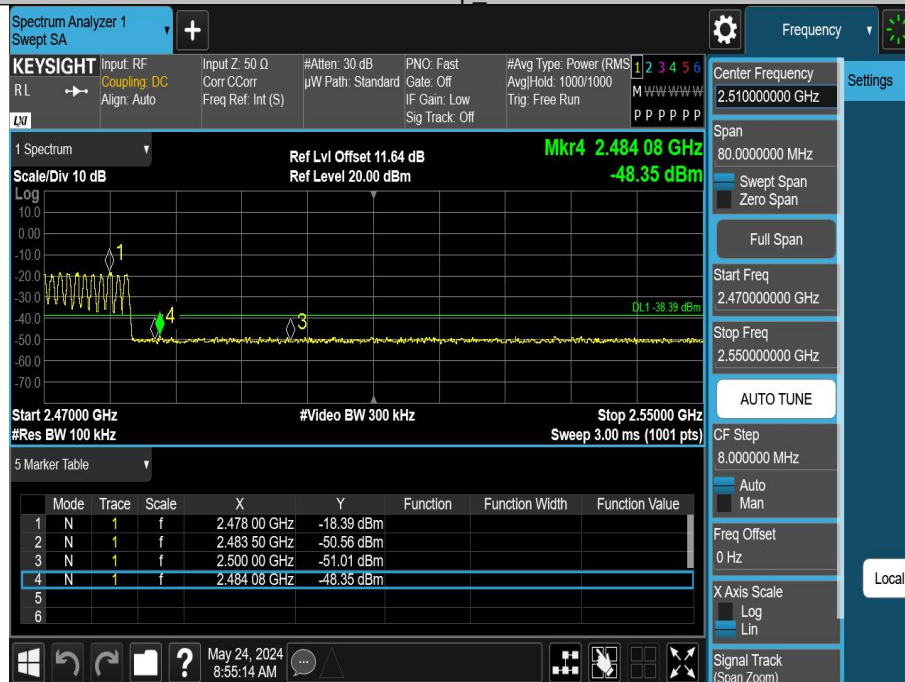 Spectrum Analyzer 1
Swept SA
+
Frequency
KEYSIGHT
RL
LXI
Input: RF
Coupling: DC
Align: Auto
Input Z: 50 Ω
Corr CCorr
Freq Ref: Int (S)
#Atten: 30 dB
µW Path: Standard
PNO: Fast
Gate: Off
IF Gain: Low
Sig Track: Off
#Avg Type: Power (RMS
Avg|Hold: 1000/1000
Trig: Free Run
1 2 3 4 5 6
M W W W W W
P P P P P P
1 Spectrum
Scale/Div 10 dB
Ref Lvl Offset 11.64 dB
Ref Level 20.00 dBm
Mkr4 2.484 08 GHz
-48.35 dBm
Log
10.0
0.00
-10.0
-20.0
-30.0
-40.0
-50.0
-60.0
-70.0
1
4
3
DL1 -38.39 dBm
Start 2.47000 GHz
#Video BW 300 kHz
Stop 2.55000 GHz
#Res BW 100 kHz
Sweep 3.00 ms (1001 pts)
5 Marker Table
Mode Trace Scale X Y Function Function Width Function Value
1 N 1 f 2.478 00 GHz -18.39 dBm
2 N 1 f 2.483 50 GHz -50.56 dBm
3 N 1 f 2.500 00 GHz -51.01 dBm
4 N 1 f 2.484 08 GHz -48.35 dBm
5
6
?
May 24, 2024
8:55:14 AM
Center Frequency
2.510000000 GHz
Settings
Span
80.0000000 MHz
Swept Span
Zero Span
Full Span
Start Freq
2.470000000 GHz
Stop Freq
2.550000000 GHz
AUTO TUNE
CF Step
8.000000 MHz
Auto
Man
Freq Offset
0 Hz
Local
X Axis Scale
Log
Lin
Signal Track
(Span Zoom)